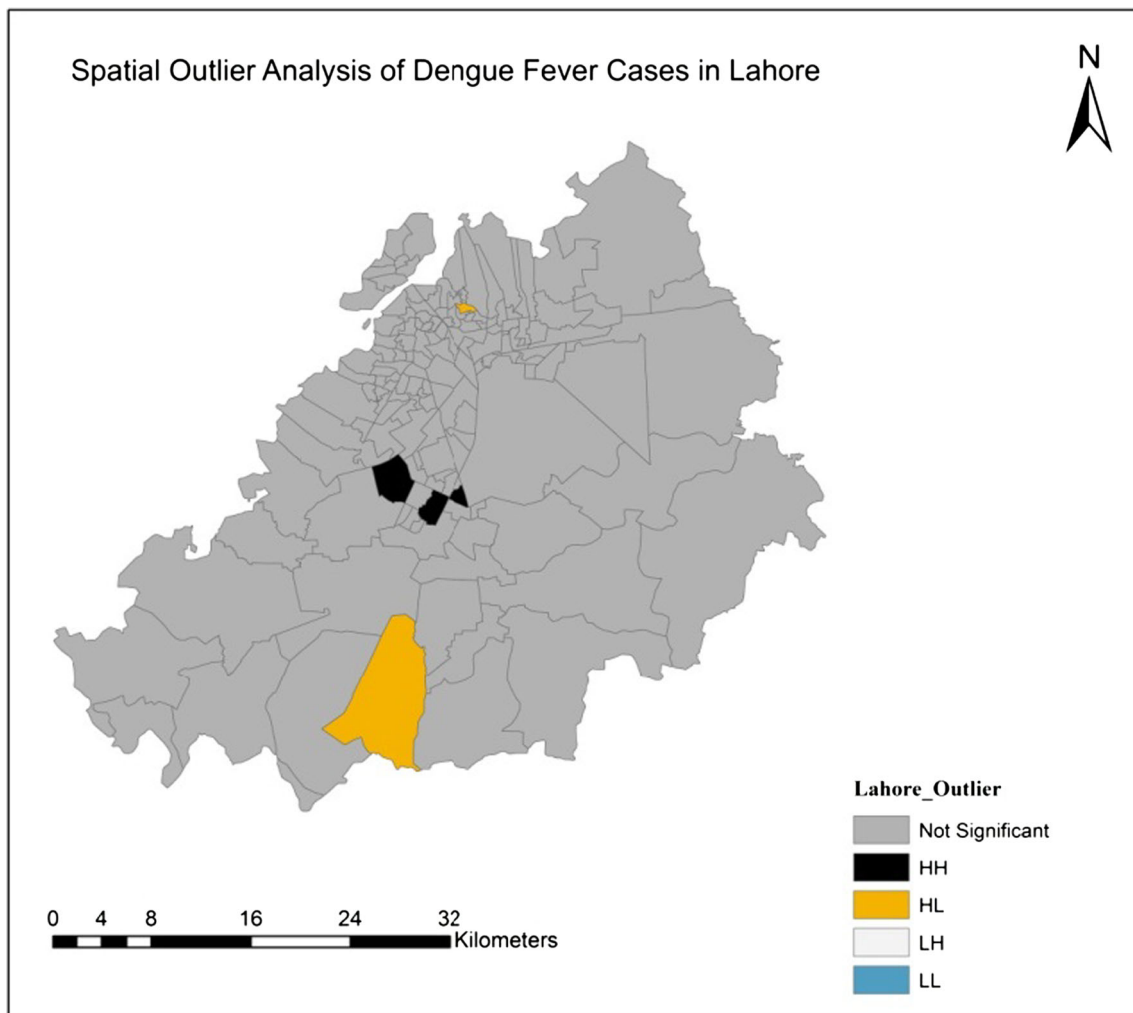 Spatial Outlier Analysis of Dengue Fever Cases in Lahore
N
Lahore_Outlier
Not Significant
HH
HL
LH
LL
0 4 8 16 24 32
Kilometers